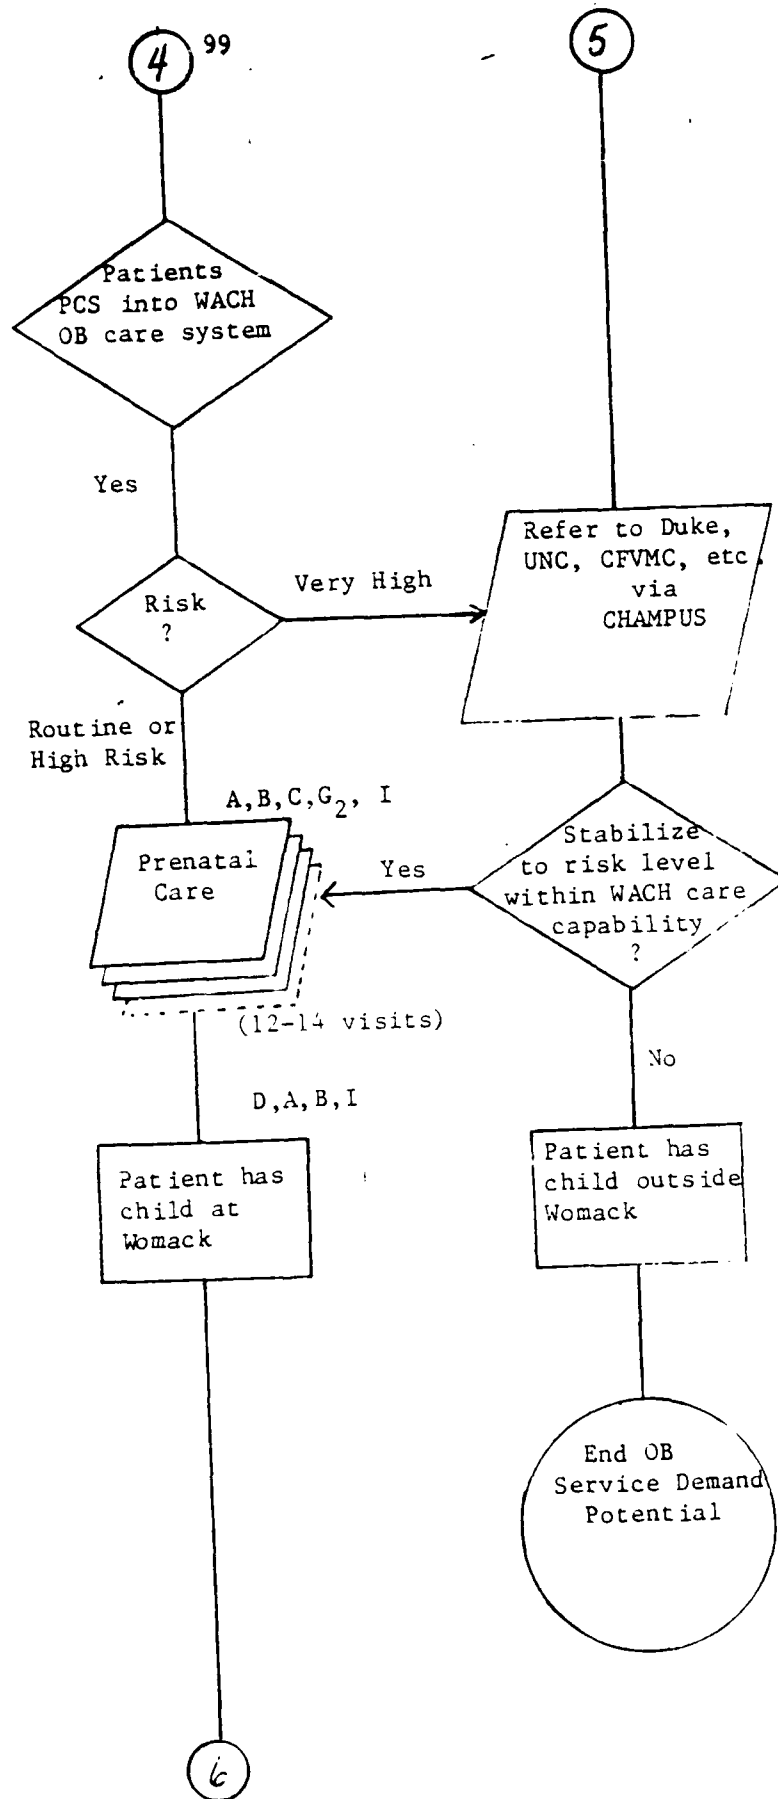 4
99
5
Patients
PCS into WACH
OB care system
Yes
Risk
?
Very High
Refer to Duke,
UNC, CFVMC, etc.
via
CHAMPUS
Routine or
High Risk
A,B,C,G₂, I
Prenatal
Care
Yes
Stabilize
to risk level
within WACH care
capability
?
(12-14 visits)
No
D,A,B,I
Patient has
child at
Womack
Patient has
child outside
Womack
End OB
Service Demand
Potential
6